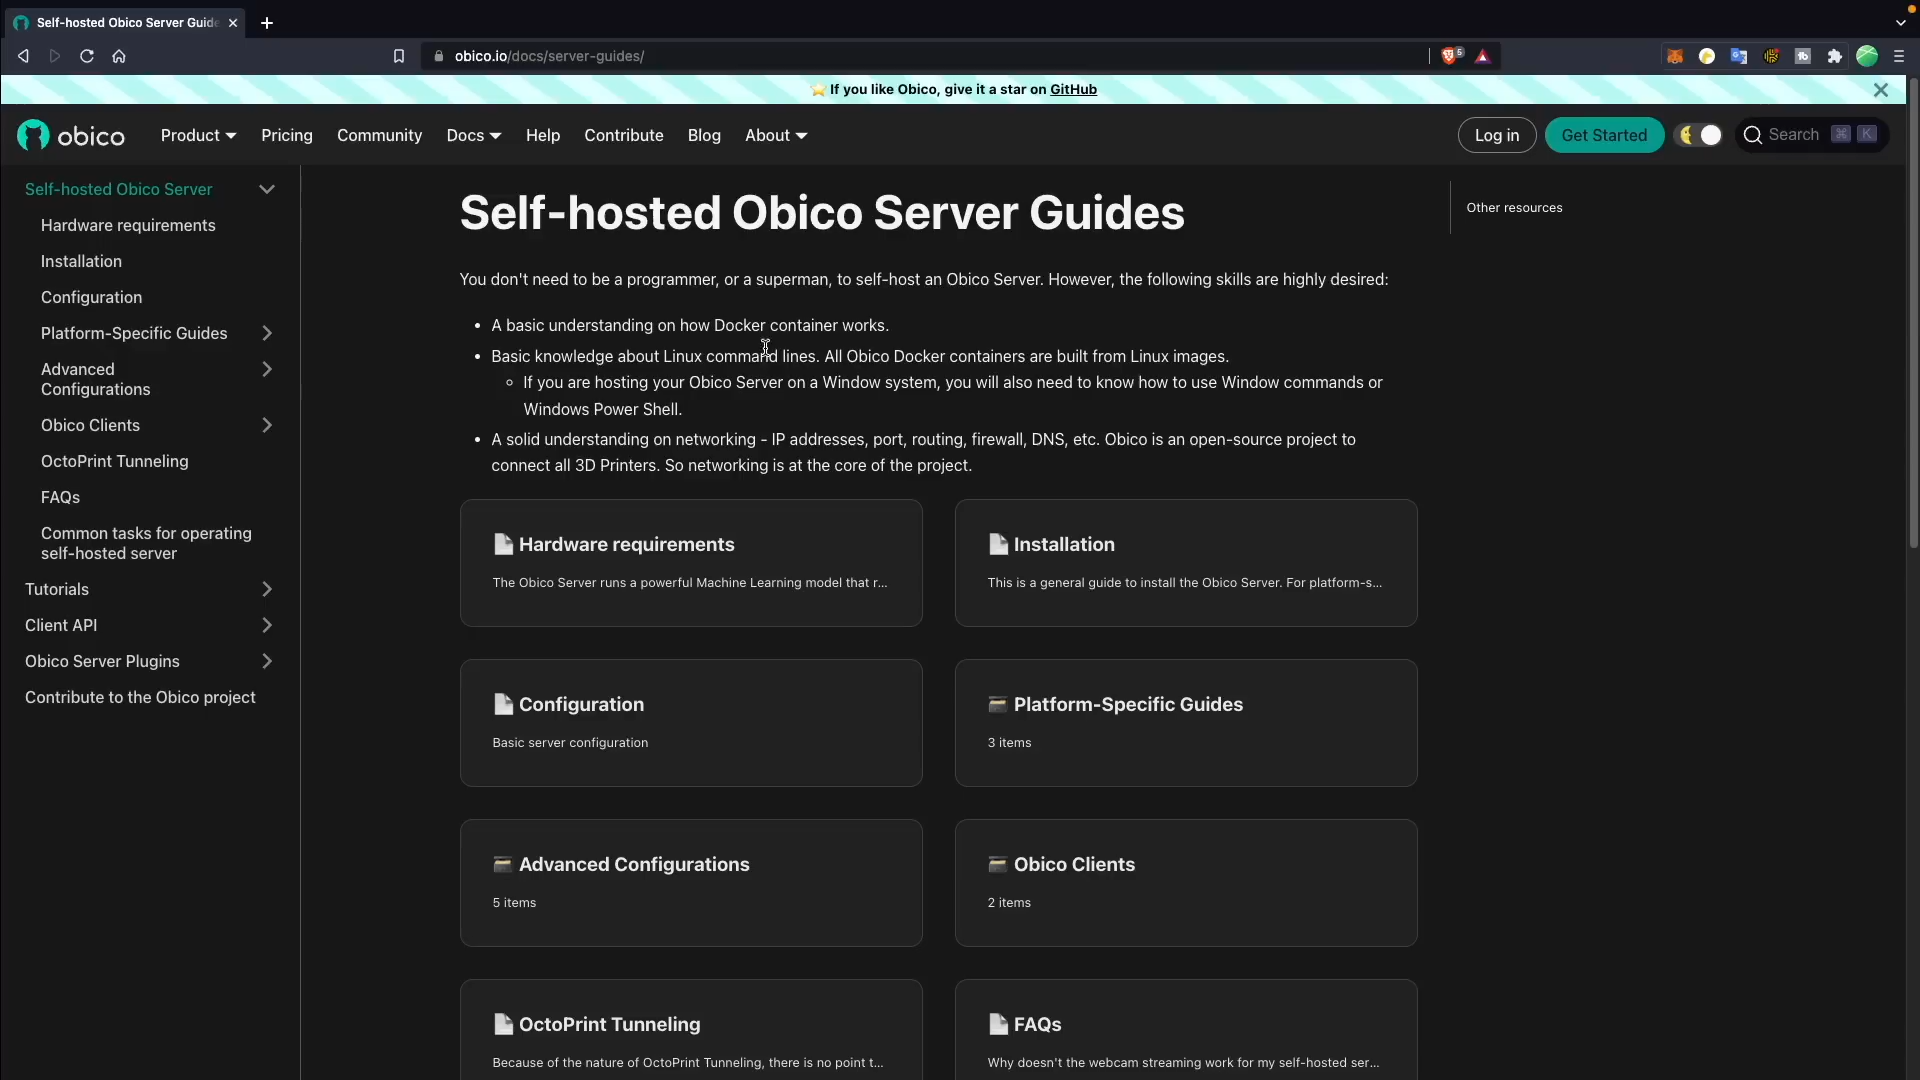 Self-hosted Obico Server Guide
obico.io/docs/server-guides/
5
⭐ If you like Obico, give it a star on GitHub
obico
Product
Pricing
Community
Docs
Help
Contribute
Blog
About
Log in
Get Started
Search ⌘ K
Self-hosted Obico Server
Hardware requirements
Installation
Configuration
Platform-Specific Guides
Advanced
Configurations
Obico Clients
OctoPrint Tunneling
FAQs
Common tasks for operating
self-hosted server
Tutorials
Client API
Obico Server Plugins
Contribute to the Obico project
Self-hosted Obico Server Guides
You don't need to be a programmer, or a superman, to self-host an Obico Server. However, the following skills are highly desired:
• A basic understanding on how Docker container works.
• Basic knowledge about Linux command lines. All Obico Docker containers are built from Linux images.
◦ If you are hosting your Obico Server on a Window system, you will also need to know how to use Window commands or
Windows Power Shell.
• A solid understanding on networking - IP addresses, port, routing, firewall, DNS, etc. Obico is an open-source project to
connect all 3D Printers. So networking is at the core of the project.
Hardware requirements
The Obico Server runs a powerful Machine Learning model that r...
Installation
This is a general guide to install the Obico Server. For platform-s...
Configuration
Basic server configuration
Platform-Specific Guides
3 items
Advanced Configurations
5 items
Obico Clients
2 items
OctoPrint Tunneling
Because of the nature of OctoPrint Tunneling, there is no point t...
FAQs
Why doesn't the webcam streaming work for my self-hosted ser...
Other resources